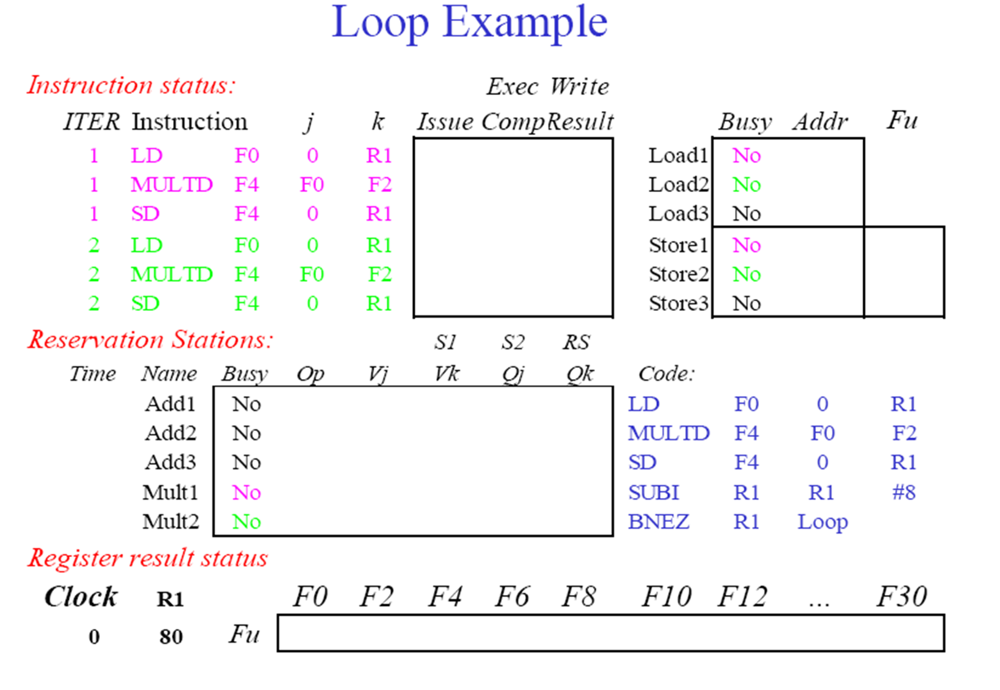 Loop Example
Instruction status: Exec Write
ITER Instruction j k Issue Comp Result Busy Addr Fu
1 LD F0 0 R1 Load1 No
1 MULTD F4 F0 F2 Load2 No
1 SD F4 0 R1 Load3 No
2 LD F0 0 R1 Store1 No
2 MULTD F4 F0 F2 Store2 No
2 SD F4 0 R1 Store3 No
Reservation Stations: S1 S2 RS
Time Name Busy Op Vj Vk Qj Qk Code:
Add1 No LD F0 0 R1
Add2 No MULTD F4 F0 F2
Add3 No SD F4 0 R1
Mult1 No SUBI R1 R1 #8
Mult2 No BNEZ R1 Loop
Register result status
Clock R1 F0 F2 F4 F6 F8 F10 F12 ... F30
0 80 Fu